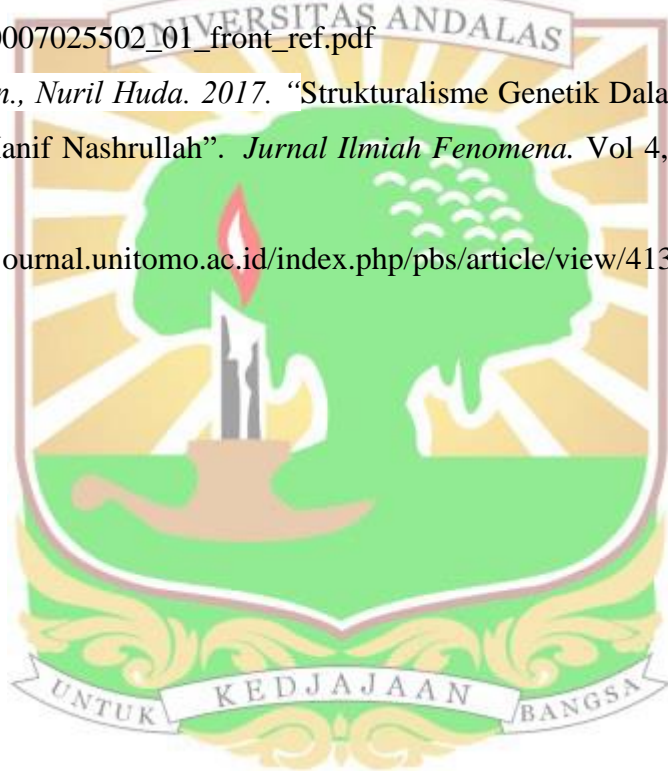 UNIVERSITAS ANDALAS
0007025502_01_front_ref.pdf
n., Nuril Huda. 2017. “Strukturalisme Genetik Dala
anif Nashrullah”. Jurnal Ilmiah Fenomena. Vol 4,
ournal.unitomo.ac.id/index.php/pbs/article/view/413
UNTUK KEDJAJAAN BANGSA